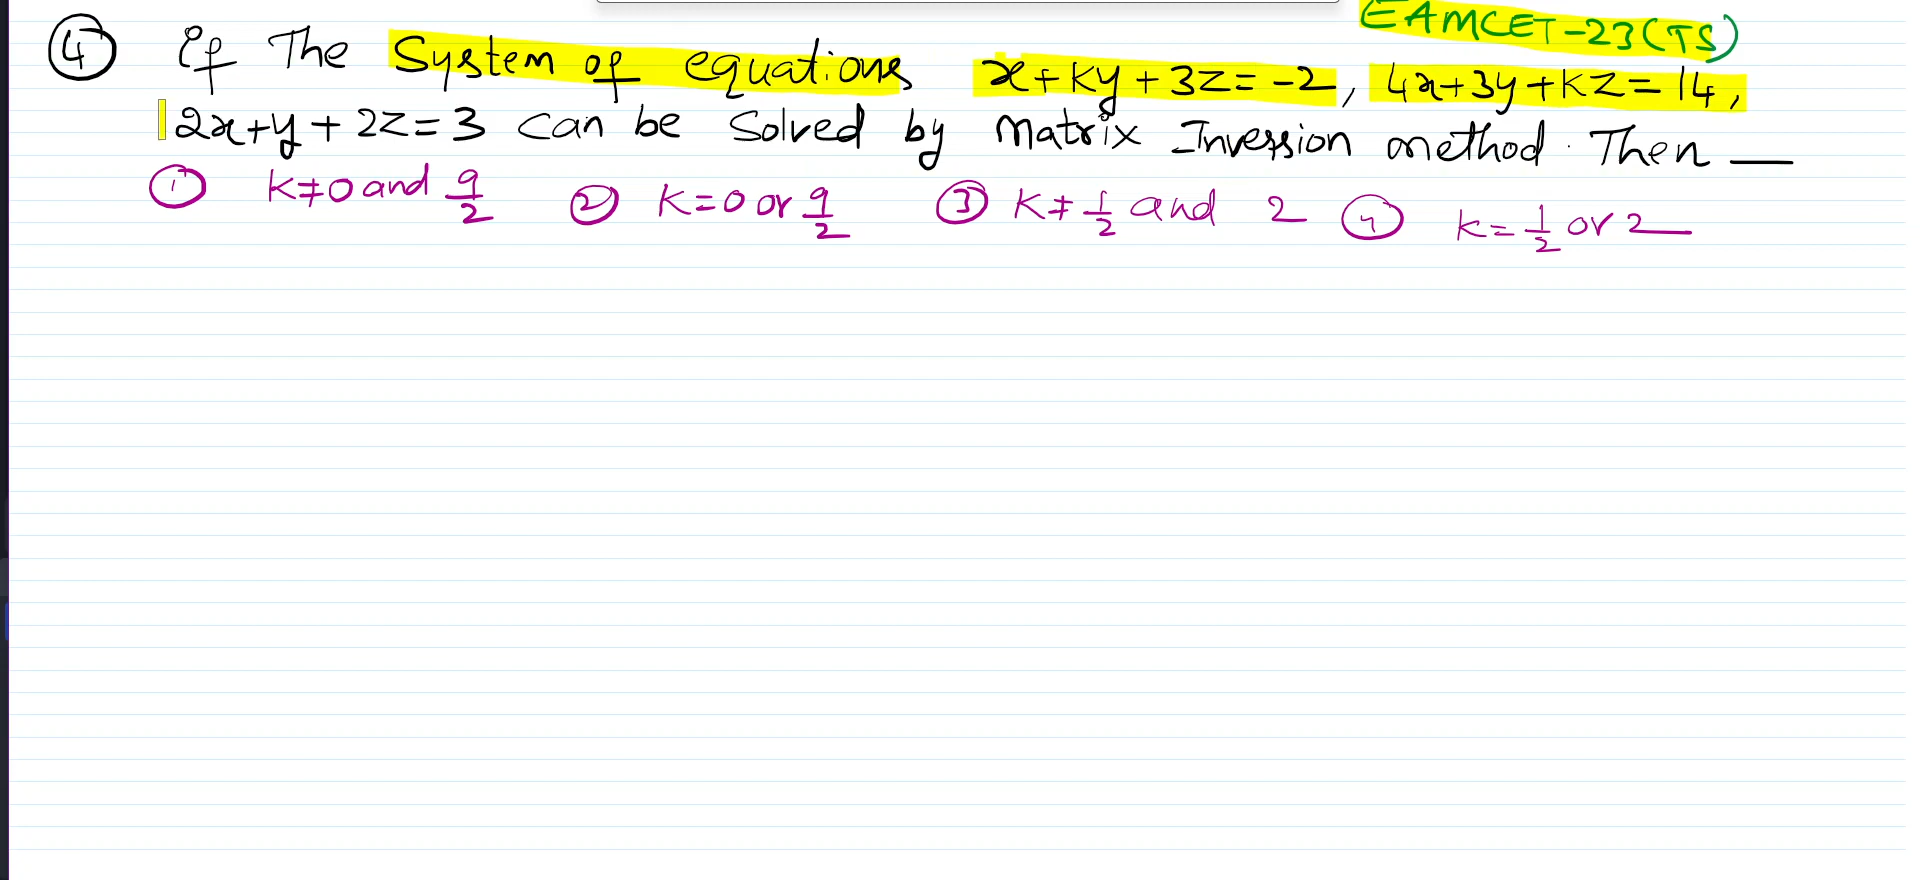 EAMCET-23(TS)
④ If The System of equations x+ky+3z=-2, 4x+3y+kz=14,
2x+y+2z=3 can be Solved by Matrix Inversion method. Then —
① k≠0 and 9/2 ② k=0 or 9/2 ③ k≠1/2 and 2 ④ k=1/2 or 2